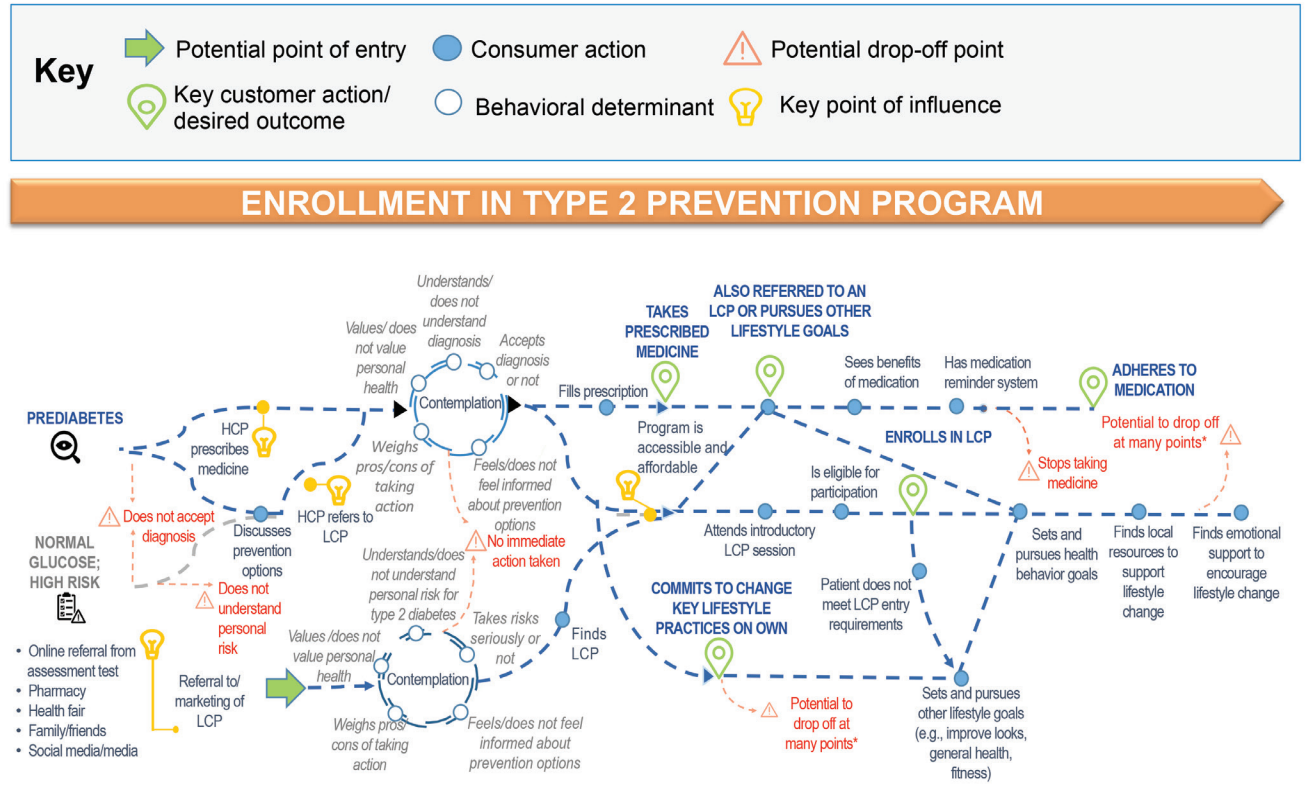 Key
Potential point of entry
Consumer action
Potential drop-off point
Key customer action/
desired outcome
Behavioral determinant
Key point of influence
ENROLLMENT IN TYPE 2 PREVENTION PROGRAM
PREDIABETES
HCP
prescribes
medicine
HCP refers to
LCP
Discusses
prevention
options
Does not accept
diagnosis
NORMAL
GLUCOSE;
HIGH RISK
Does not
understand
personal
risk
• Online referral from
assessment test
• Pharmacy
• Health fair
• Family/friends
• Social media/media
Referral to/
marketing of
LCP
Values/ does
not value
personal
health
Understands/
does not
understand
diagnosis
Accepts
diagnosis
or not
Contemplation
Weighs
pros/cons of
taking
action
Feels/does not
feel informed
about prevention
options
No immediate
action taken
Understands/does
not understand
personal risk for
type 2 diabetes
Values /does not
value personal
health
Takes risks
seriously or
not
Contemplation
Weighs pros/
cons of taking
action
Feels/does not feel
informed about
prevention options
Finds
LCP
Fills prescription
TAKES
PRESCRIBED
MEDICINE
ALSO REFERRED TO AN
LCP OR PURSUES OTHER
LIFESTYLE GOALS
Sees benefits
of medication
Has medication
reminder system
ADHERES TO
MEDICATION
Program is
accessible and
affordable
ENROLLS IN LCP
Stops taking
medicine
Potential to drop off
at many points*
Is eligible for
participation
Attends introductory
LCP session
Sets and
pursues health
behavior goals
Finds local
resources to
support
lifestyle
change
Finds emotional
support to
encourage
lifestyle change
COMMITS TO CHANGE
KEY LIFESTYLE
PRACTICES ON OWN
Patient does not
meet LCP entry
requirements
Potential to
drop off at
many points*
Sets and pursues
other lifestyle goals
(e.g., improve looks,
general health,
fitness)